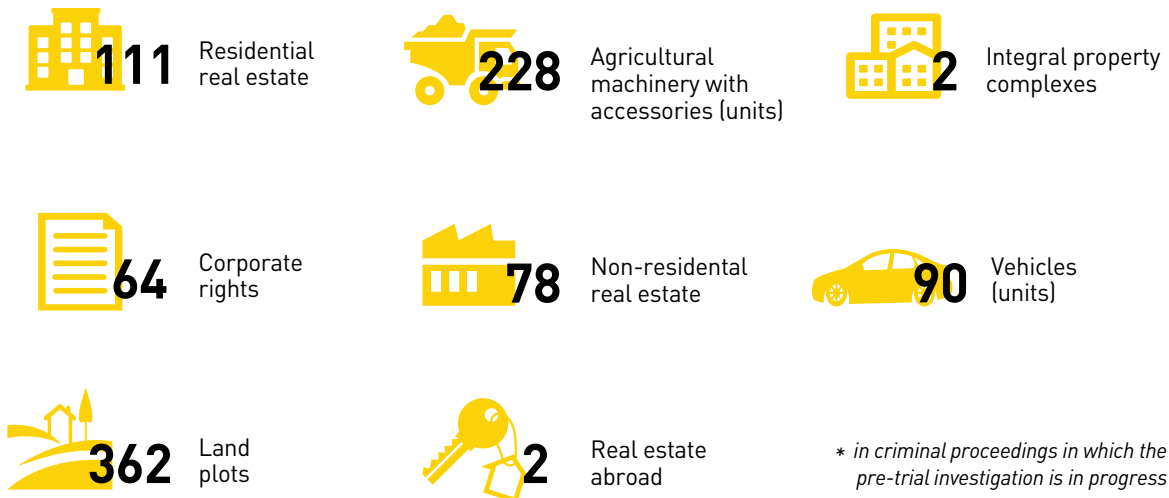 111 Residential
real estate
228 Agricultural
machinery with
accessories (units)
2 Integral property
complexes
64 Corporate
rights
78 Non-residental
real estate
90 Vehicles
(units)
362 Land
plots
2 Real estate
abroad
* in criminal proceedings in which the
pre-trial investigation is in progress